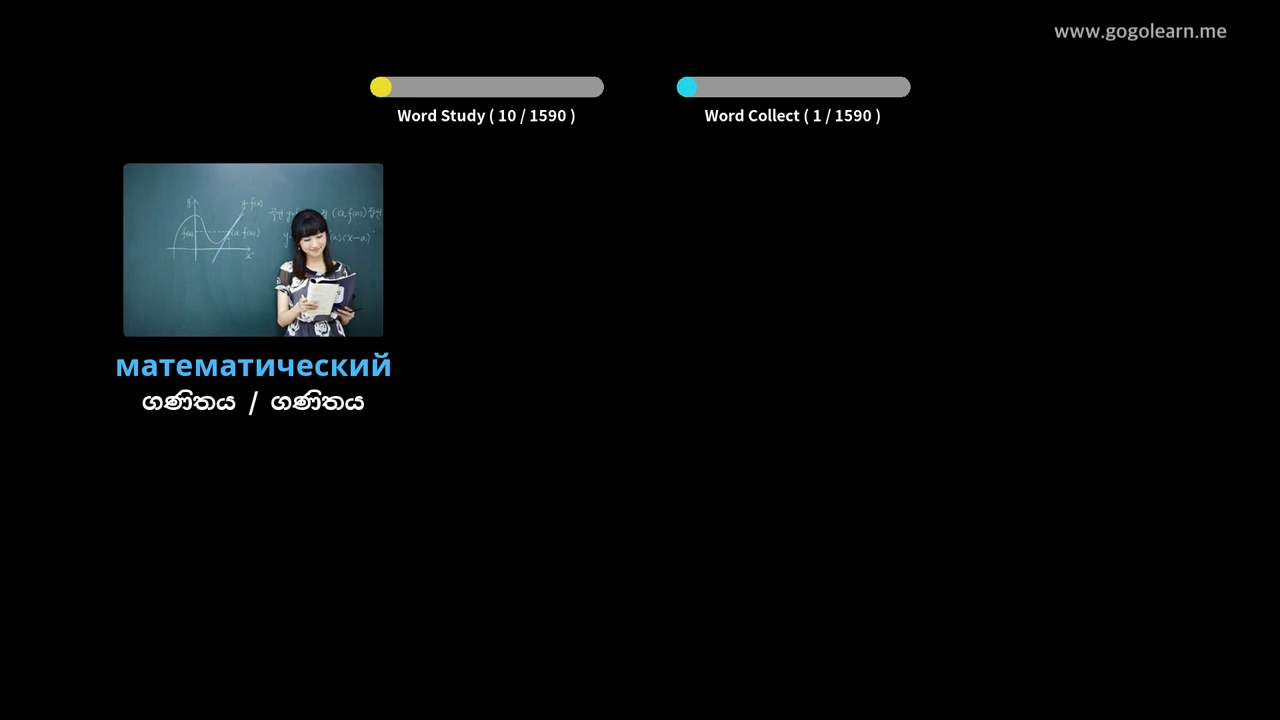 www.gogolearn.me
Word Study ( 10 / 1590 )
Word Collect ( 1 / 1590 )
математический
ගණිතය / ගණිතය